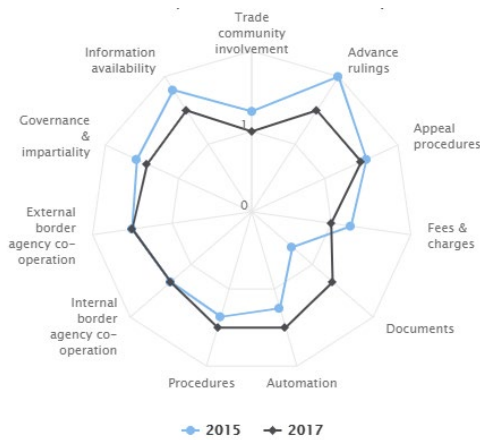 Trade
community
involvement
Advance
rulings
Appeal
procedures
Fees &
charges
Documents
Automation
Procedures
Internal
border
agency co-
operation
External
border
agency co-
operation
Governance
&
impartiality
Information
availability
1
0
2015
2017